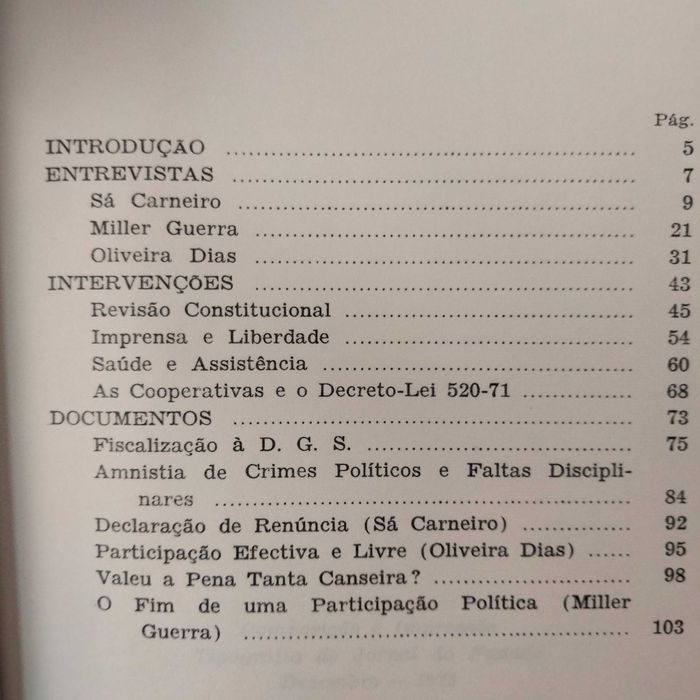 Pág.
INTRODUÇÃO ........ 5
ENTREVISTAS ........ 7
Sá Carneiro ........ 9
Miller Guerra ........ 21
Oliveira Dias ........ 31
INTERVENÇÕES ........ 43
Revisão Constitucional ........ 45
Imprensa e Liberdade ........ 54
Saúde e Assistência ........ 60
As Cooperativas e o Decreto-Lei 520-71 ........ 68
DOCUMENTOS ........ 73
Fiscalização à D. G. S. ........ 75
Amnistia de Crimes Políticos e Faltas Discipli-
nares ........ 84
Declaração de Renúncia (Sá Carneiro) ........ 92
Participação Efectiva e Livre (Oliveira Dias) ...... 95
Valeu a Pena Tanta Canseira? ........ 98
O Fim de uma Participação Política (Miller
Guerra) ........ 103